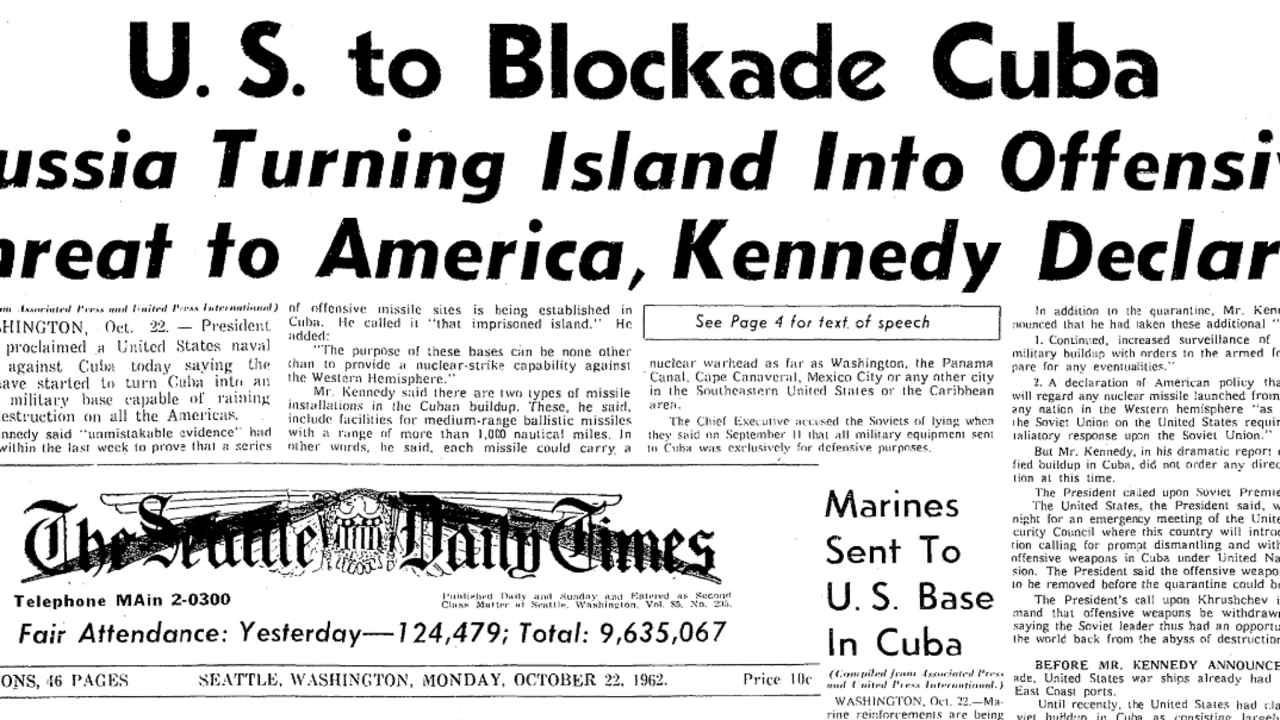 U. S. to Blockade Cuba
ussia Turning Island Into Offensi
hreat to America, Kennedy Declar
om Associated Press and United Press International)
SHINGTON, Oct. 22. — President
proclaimed a United States naval
against Cuba today saying the
ave started to turn Cuba into an
military base capable of raining
estruction on all the Americas.
nnedy said "unmistakable evidence" had
within the last week to prove that a series
of offensive missile sites is being established in
Cuba. He called it "that imprisoned island." He
added:
"The purpose of these bases can be none other
than to provide a nuclear-strike capability against
the Western Hemisphere."
Mr. Kennedy said there are two types of missile
installations in the Cuban buildup. These, he said,
include facilities for medium-range ballistic missiles
with a range of more than 1,000 nautical miles. In
other words, he said, each missile could carry a
See Page 4 for text of speech
nuclear warhead as far as Washington, the Panama
Canal, Cape Canaveral, Mexico City or any other city
in the Southeastern United States or the Caribbean
area.
The Chief Executive accused the Soviets of lying when
they said on September 11 that all military equipment sent
to Cuba was exclusively for defensive purposes.
In addition to the quarantine, Mr. Kenn
nounced that he had taken these additional "
1. Continued, increased surveillance of
military buildup with orders to the armed fo
pare for any eventualities."
2. A declaration of American policy tha
will regard any nuclear missile launched from
any nation in the Western hemisphere "as
the Soviet Union on the United States requir
taliatory response upon the Soviet Union."
But Mr. Kennedy, in his dramatic report
fied buildup in Cuba, did not order any direc
tion at this time.
The President called upon Soviet Premie
The United States, the President said, w
night for an emergency meeting of the Unite
curity Council where this country will introd
tion calling for prompt dismantling and with
offensive weapons in Cuba under United Na
sion. The President said the offensive weapo
to be removed before the quarantine could b
The President's call upon Khrushchev i
mand that offensive weapons be withdraw
saying the Soviet leader thus had an opportu
the world back from the abyss of destruction
BEFORE MR. KENNEDY ANNOUNCE
ade, United States war ships already had
East Coast ports.
Until recently, the United States had cla
viet buildup in Cuba as consisting largel
The Seattle Daily Times
Telephone MAin 2-0300
Published Daily and Sunday and Entered as Second
Class Matter at Seattle, Washington, Vol. 85, No. 295.
Fair Attendance: Yesterday—124,479; Total: 9,635,067
ONS, 46 PAGES SEATTLE, WASHINGTON, MONDAY, OCTOBER 22, 1962. Price 10c
Marines
Sent To
U. S. Base
In Cuba
(Compiled from Associated Press
and United Press International.)
WASHINGTON, Oct. 22.—Ma-
rine reinforcements are being